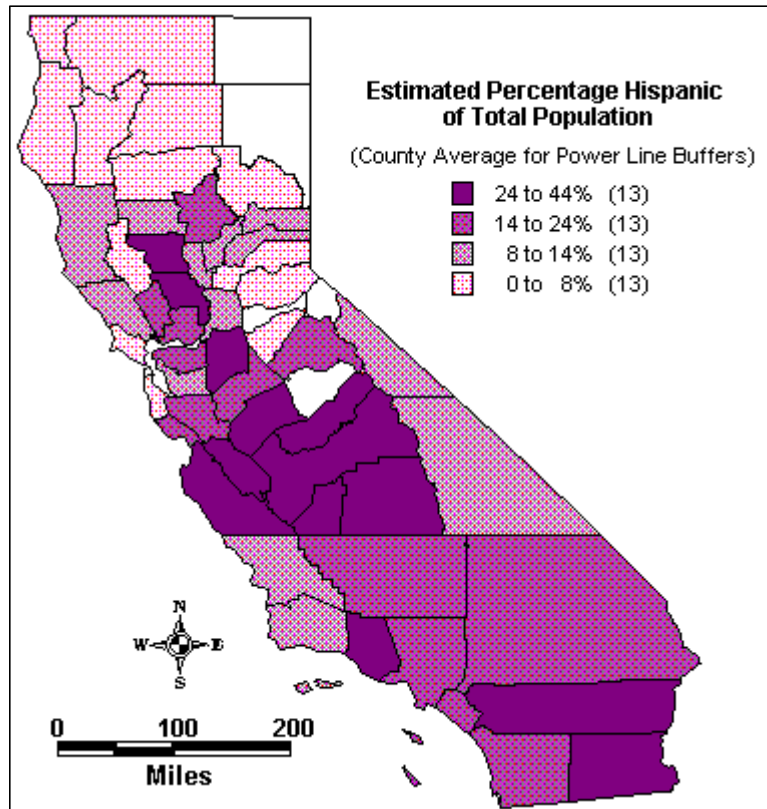 Estimated Percentage Hispanic
of Total Population
(County Average for Power Line Buffers)
24 to 44% (13)
14 to 24% (13)
8 to 14% (13)
0 to 8% (13)
N
W E
S
0 100 200
Miles